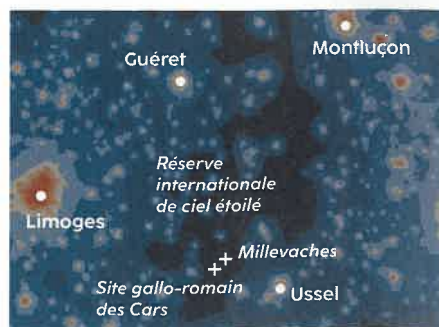 Montluçon
Guéret
Réserve
internationale
de ciel étoilé
Limoges
Millevaches
Site gallo-romain
des Cars
Ussel